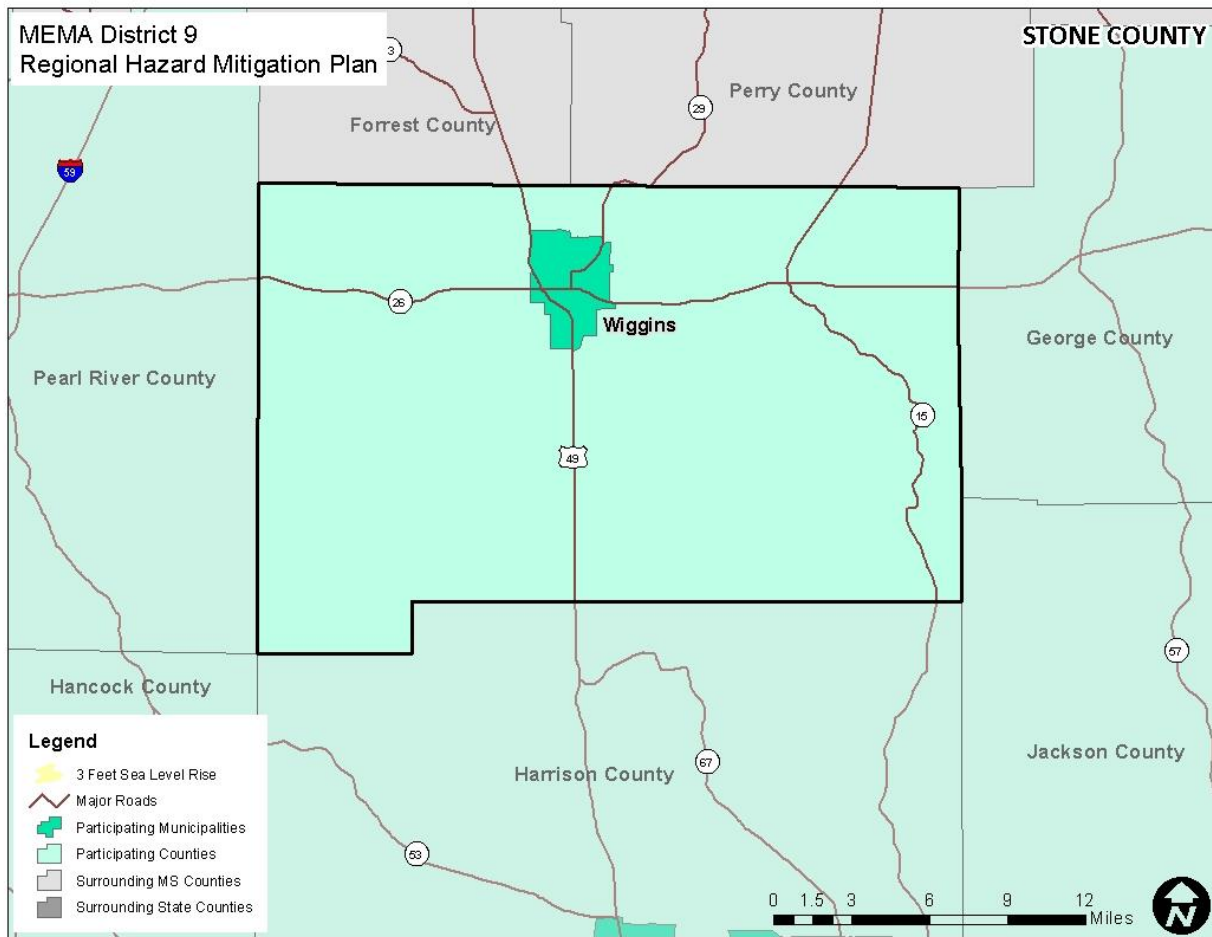 MEMA District 9
Regional Hazard Mitigation Plan
STONE COUNTY
3
29
Perry County
Forrest County
59
26
Wiggins
George County
Pearl River County
15
49
57
Hancock County
Jackson County
Harrison County
67
53
Legend
3 Feet Sea Level Rise
Major Roads
Participating Municipalities
Participating Counties
Surrounding MS Counties
Surrounding State Counties
0 1.5 3 6 9 12
Miles